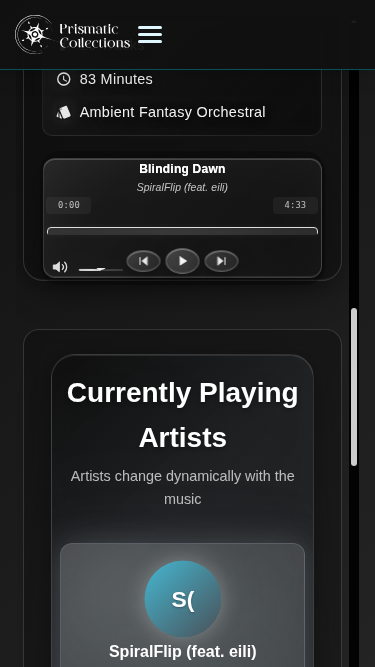 Prismatic
Collections
83 Minutes
Ambient Fantasy Orchestral
Blinding Dawn
SpiralFlip (feat. eili)
0:00
4:33
Currently Playing
Artists
Artists change dynamically with the
music
S(
SpiralFlip (feat. eili)